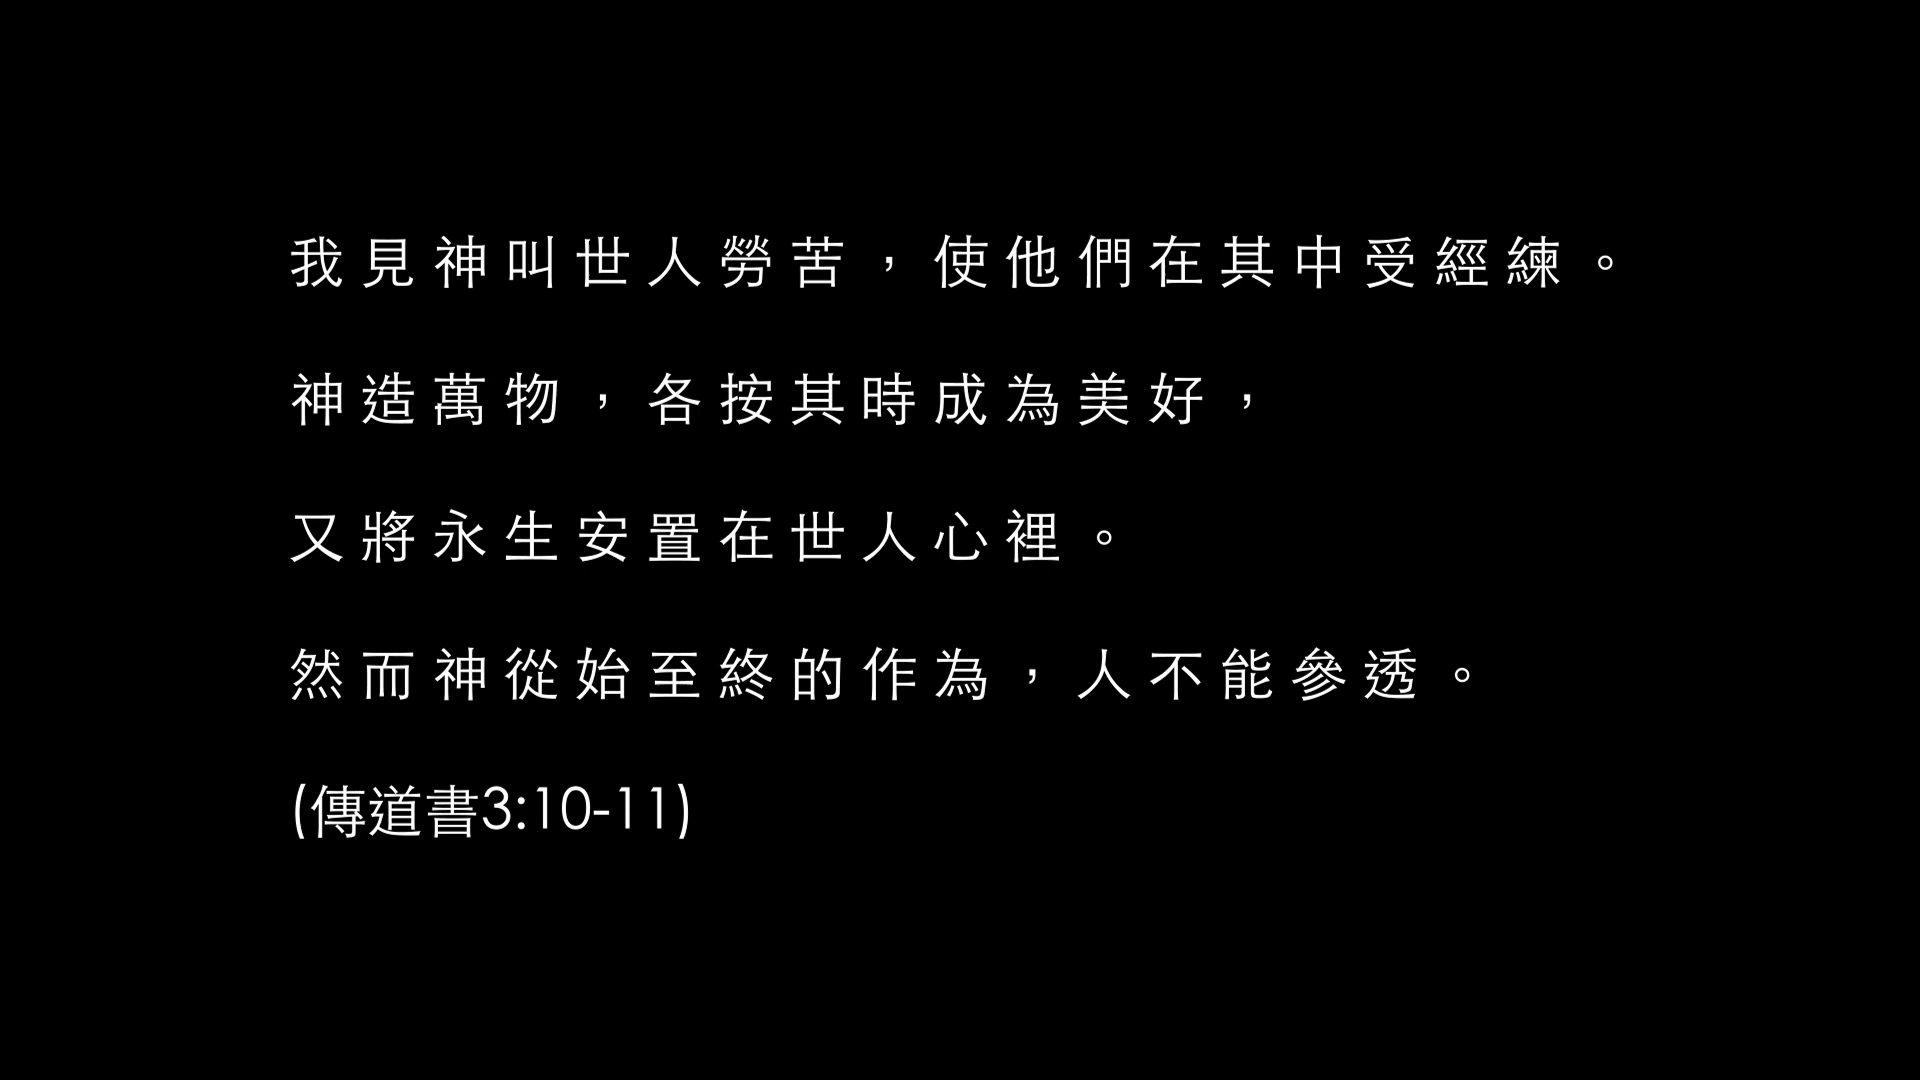 我見神叫世人勞苦，使他們在其中受經練。
神造萬物，各按其時成為美好，
又將永生安置在世人心裡。
然而神從始至終的作為，人不能參透。
(傳道書3:10-11)